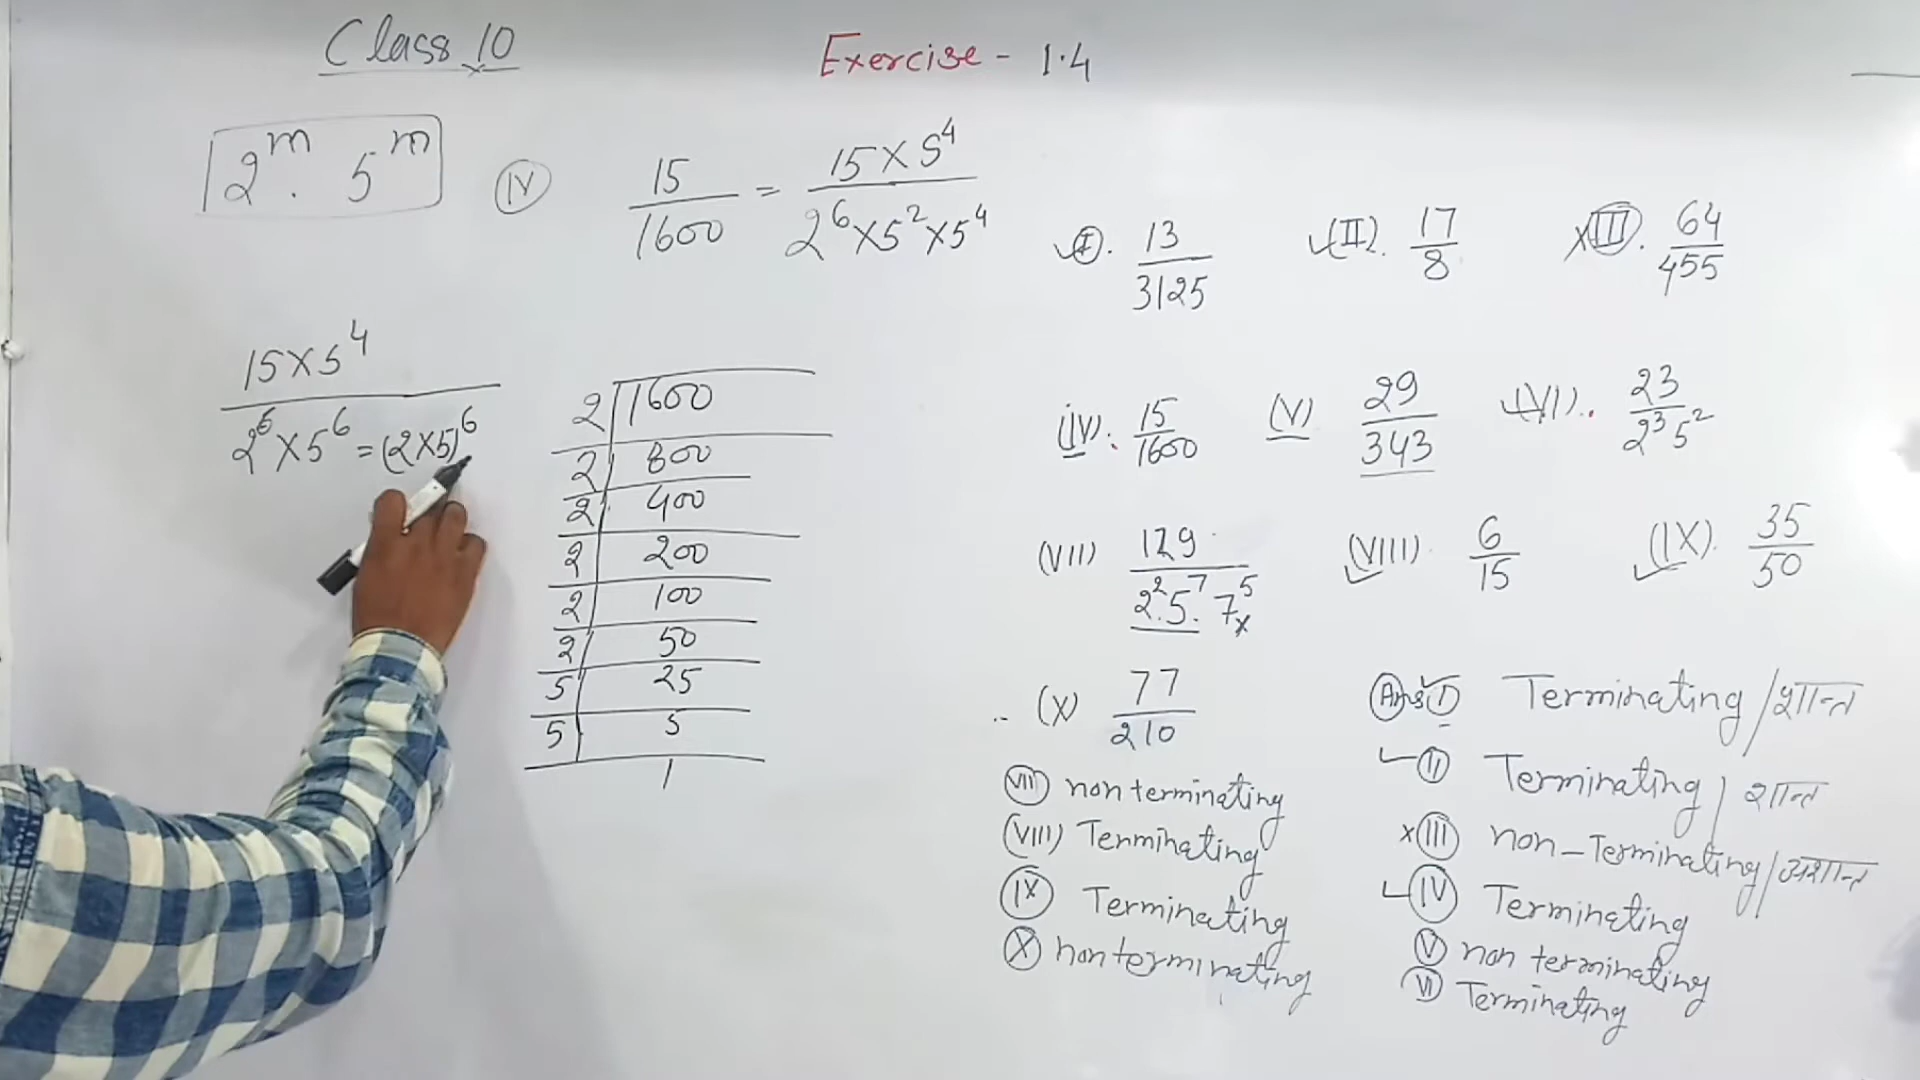 Class 10
Exercise - 1.4
2^m . 5^m
(IV) 15/1600 = 15×5^4 / 2^6×5^2×5^4
(I). 13/3125 (II). 17/8 ×(III). 64/455
15×5^4 / 2^6×5^6 = (2×5)^6
2 | 1600
2 | 800
2 | 400
2 | 200
2 | 100
2 | 50
5 | 25
5 | 5
1
(IV). 15/1600 (V) 29/343 (VI). 23/2^3 5^2
(VII) 129/2^2.5^7.7^5 × (VIII). 6/15 (IX). 35/50
(X) 77/210
Ans (I) Terminating / शान्त
(II) Terminating / शान्त
×(III) non-Terminating / अशान्त
(IV) Terminating
(V) non terminating
(VI) Terminating
(VII) non terminating
(VIII) Terminating
(IX) Terminating
(X) non terminating